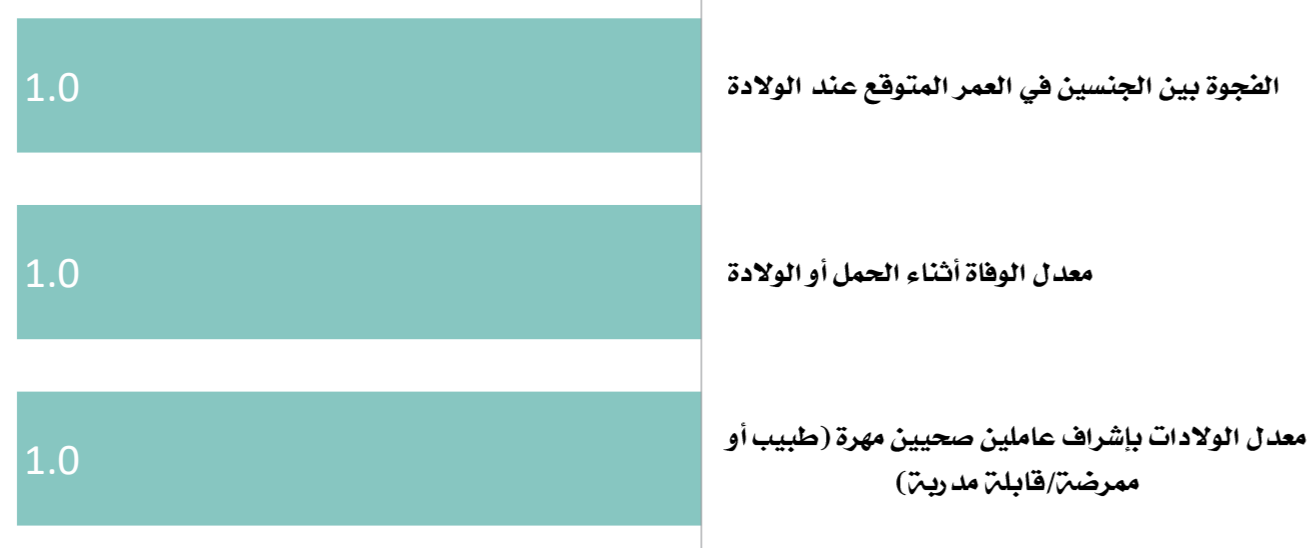 الفجوة بين الجنسين في العمر المتوقع عند الولادة
1.0
معدل الوفاة أثناء الحمل أو الولادة
1.0
معدل الولادات بإشراف عاملين صحيين مهرة (طبيب أو
ممرضة/قابلة مدربة)
1.0